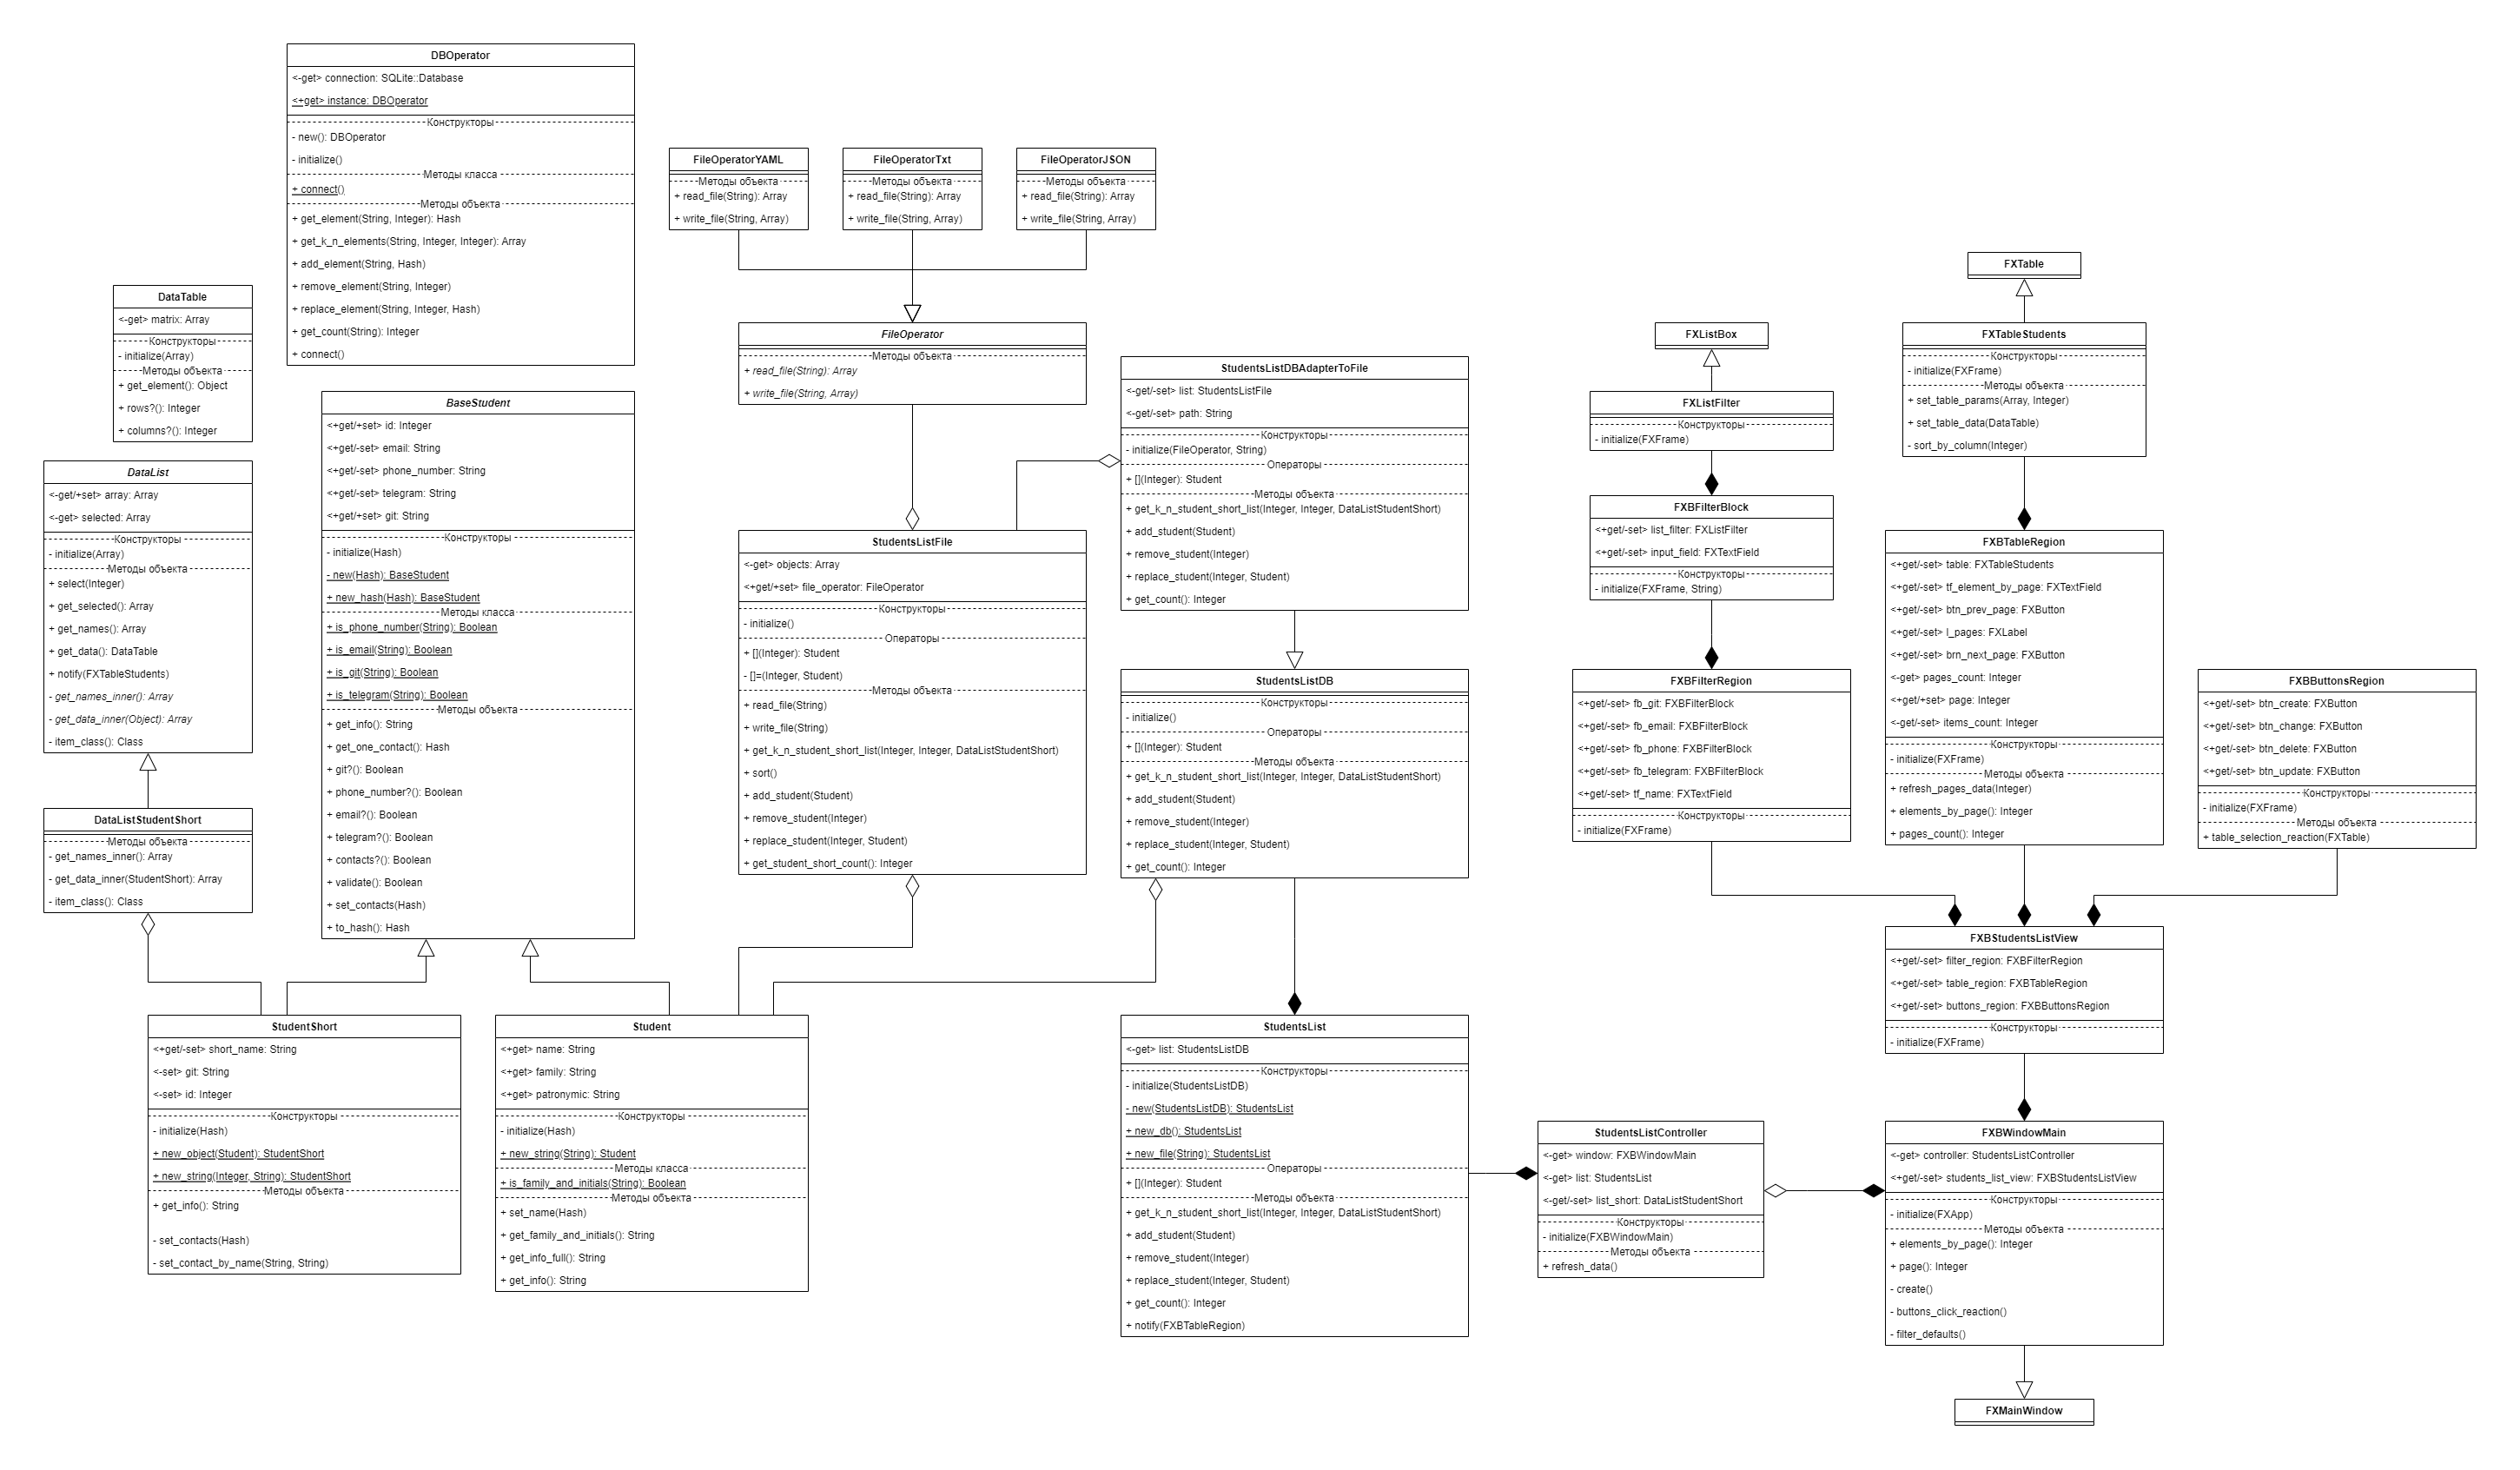 DBOperator
<-get> connection: SQLite::Database
<+get> instance: DBOperator
Конструкторы
- new(): DBOperator
- initialize()
Методы класса
+ connect()
Методы объекта
+ get_element(String, Integer): Hash
+ get_k_n_elements(String, Integer, Integer): Array
+ add_element(String, Hash)
+ remove_element(String, Integer)
+ replace_element(String, Integer, Hash)
+ get_count(String): Integer
+ connect()
DataTable
<-get> matrix: Array
Конструкторы
- initialize(Array)
Методы объекта
+ get_element(): Object
+ rows?(): Integer
+ columns?(): Integer
DataList
<-get/+set> array: Array
<-get> selected: Array
Конструкторы
- initialize(Array)
Методы объекта
+ select(Integer)
+ get_selected(): Array
+ get_names(): Array
+ get_data(): DataTable
+ notify(FXTableStudents)
- get_names_inner(): Array
- get_data_inner(Object): Array
- item_class(): Class
DataListStudentShort
Методы объекта
- get_names_inner(): Array
- get_data_inner(StudentShort): Array
- item_class(): Class
BaseStudent
<+get/+set> id: Integer
<+get/-set> email: String
<+get/-set> phone_number: String
<+get/-set> telegram: String
<+get/+set> git: String
Конструкторы
- initialize(Hash)
- new(Hash): BaseStudent
+ new_hash(Hash): BaseStudent
Методы класса
+ is_phone_number(String): Boolean
+ is_email(String): Boolean
+ is_git(String): Boolean
+ is_telegram(String): Boolean
Методы объекта
+ get_info(): String
+ get_one_contact(): Hash
+ git?(): Boolean
+ phone_number?(): Boolean
+ email?(): Boolean
+ telegram?(): Boolean
+ contacts?(): Boolean
+ validate(): Boolean
+ set_contacts(Hash)
+ to_hash(): Hash
StudentShort
<+get/-set> short_name: String
<-set> git: String
<-set> id: Integer
Конструкторы
- initialize(Hash)
+ new_object(Student): StudentShort
+ new_string(Integer, String): StudentShort
Методы объекта
+ get_info(): String
- set_contacts(Hash)
- set_contact_by_name(String, String)
Student
<+get> name: String
<+get> family: String
<+get> patronymic: String
Конструкторы
- initialize(Hash)
+ new_string(String): Student
Методы класса
+ is_family_and_initials(String): Boolean
Методы объекта
+ set_name(Hash)
+ get_family_and_initials(): String
+ get_info_full(): String
+ get_info(): String
FileOperatorYAML
Методы объекта
+ read_file(String): Array
+ write_file(String, Array)
FileOperatorTxt
Методы объекта
+ read_file(String): Array
+ write_file(String, Array)
FileOperatorJSON
Методы объекта
+ read_file(String): Array
+ write_file(String, Array)
FileOperator
Методы объекта
+ read_file(String): Array
+ write_file(String, Array)
StudentsListFile
<-get> objects: Array
<+get/+set> file_operator: FileOperator
Конструкторы
- initialize()
Операторы
+ [](Integer): Student
- []=(Integer, Student)
Методы объекта
+ read_file(String)
+ write_file(String)
+ get_k_n_student_short_list(Integer, Integer, DataListStudentShort)
+ sort()
+ add_student(Student)
+ remove_student(Integer)
+ replace_student(Integer, Student)
+ get_student_short_count(): Integer
StudentsListDBAdapterToFile
<-get/-set> list: StudentsListFile
<-get/-set> path: String
Конструкторы
- initialize(FileOperator, String)
Операторы
+ [](Integer): Student
Методы объекта
+ get_k_n_student_short_list(Integer, Integer, DataListStudentShort)
+ add_student(Student)
+ remove_student(Integer)
+ replace_student(Integer, Student)
+ get_count(): Integer
StudentsListDB
Конструкторы
- initialize()
Операторы
+ [](Integer): Student
Методы объекта
+ get_k_n_student_short_list(Integer, Integer, DataListStudentShort)
+ add_student(Student)
+ remove_student(Integer)
+ replace_student(Integer, Student)
+ get_count(): Integer
StudentsList
<-get> list: StudentsListDB
Конструкторы
- initialize(StudentsListDB)
- new(StudentsListDB): StudentsList
+ new_db(): StudentsList
+ new_file(String): StudentsList
Операторы
+ [](Integer): Student
Методы объекта
+ get_k_n_student_short_list(Integer, Integer, DataListStudentShort)
+ add_student(Student)
+ remove_student(Integer)
+ replace_student(Integer, Student)
+ get_count(): Integer
+ notify(FXBTableRegion)
StudentsListController
<-get> window: FXBWindowMain
<-get> list: StudentsList
<-get/-set> list_short: DataListStudentShort
Конструкторы
- initialize(FXBWindowMain)
Методы объекта
+ refresh_data()
FXListBox
FXListFilter
Конструкторы
- initialize(FXFrame)
FXBFilterBlock
<+get/-set> list_filter: FXListFilter
<+get/-set> input_field: FXTextField
Конструкторы
- initialize(FXFrame, String)
FXBFilterRegion
<+get/-set> fb_git: FXBFilterBlock
<+get/-set> fb_email: FXBFilterBlock
<+get/-set> fb_phone: FXBFilterBlock
<+get/-set> fb_telegram: FXBFilterBlock
<+get/-set> tf_name: FXTextField
Конструкторы
- initialize(FXFrame)
FXTable
FXTableStudents
Конструкторы
- initialize(FXFrame)
Методы объекта
+ set_table_params(Array, Integer)
+ set_table_data(DataTable)
- sort_by_column(Integer)
FXBTableRegion
<+get/-set> table: FXTableStudents
<+get/-set> tf_element_by_page: FXTextField
<+get/-set> btn_prev_page: FXButton
<+get/-set> l_pages: FXLabel
<+get/-set> brn_next_page: FXButton
<-get> pages_count: Integer
<+get/+set> page: Integer
<-get/-set> items_count: Integer
Конструкторы
- initialize(FXFrame)
Методы объекта
+ refresh_pages_data(Integer)
+ elements_by_page(): Integer
+ pages_count(): Integer
FXBButtonsRegion
<+get/-set> btn_create: FXButton
<+get/-set> btn_change: FXButton
<+get/-set> btn_delete: FXButton
<+get/-set> btn_update: FXButton
Конструкторы
- initialize(FXFrame)
Методы объекта
+ table_selection_reaction(FXTable)
FXBStudentsListView
<+get/-set> filter_region: FXBFilterRegion
<+get/-set> table_region: FXBTableRegion
<+get/-set> buttons_region: FXBButtonsRegion
Конструкторы
- initialize(FXFrame)
FXBWindowMain
<-get> controller: StudentsListController
<+get/-set> students_list_view: FXBStudentsListView
Конструкторы
- initialize(FXApp)
Методы объекта
+ elements_by_page(): Integer
+ page(): Integer
- create()
- buttons_click_reaction()
- filter_defaults()
FXMainWindow